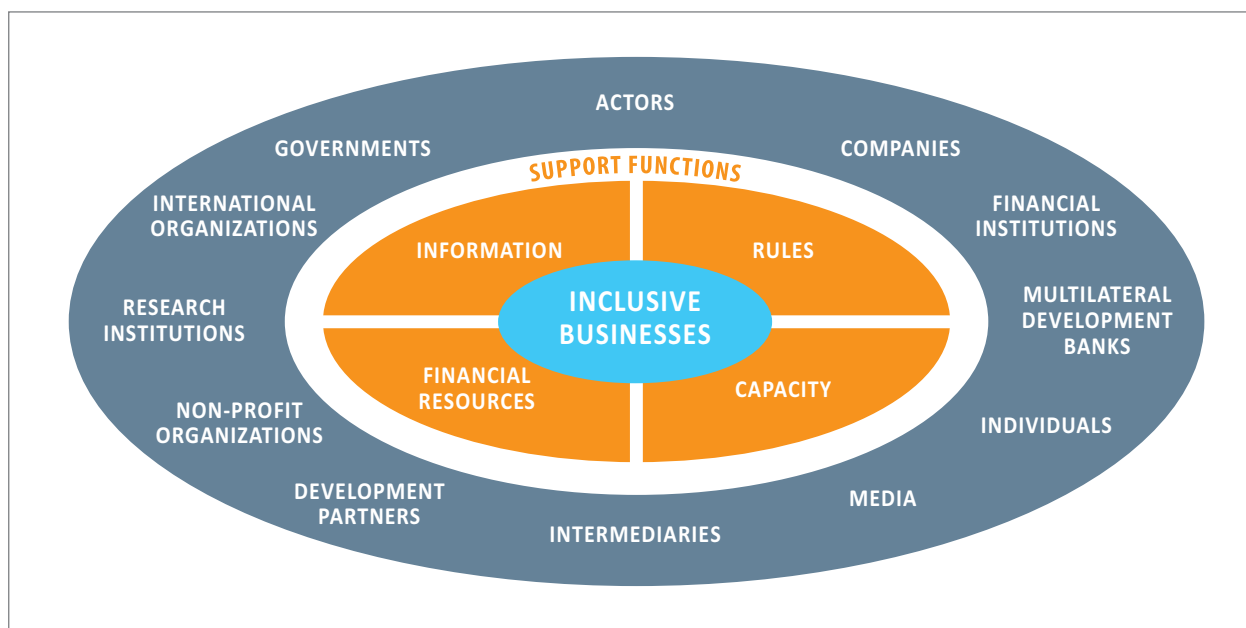 ACTORS
GOVERNMENTS
COMPANIES
SUPPORT FUNCTIONS
INTERNATIONAL
ORGANIZATIONS
FINANCIAL
INSTITUTIONS
INFORMATION
RULES
RESEARCH
INSTITUTIONS
INCLUSIVE
BUSINESSES
MULTILATERAL
DEVELOPMENT
BANKS
FINANCIAL
RESOURCES
CAPACITY
NON-PROFIT
ORGANIZATIONS
INDIVIDUALS
DEVELOPMENT
PARTNERS
MEDIA
INTERMEDIARIES